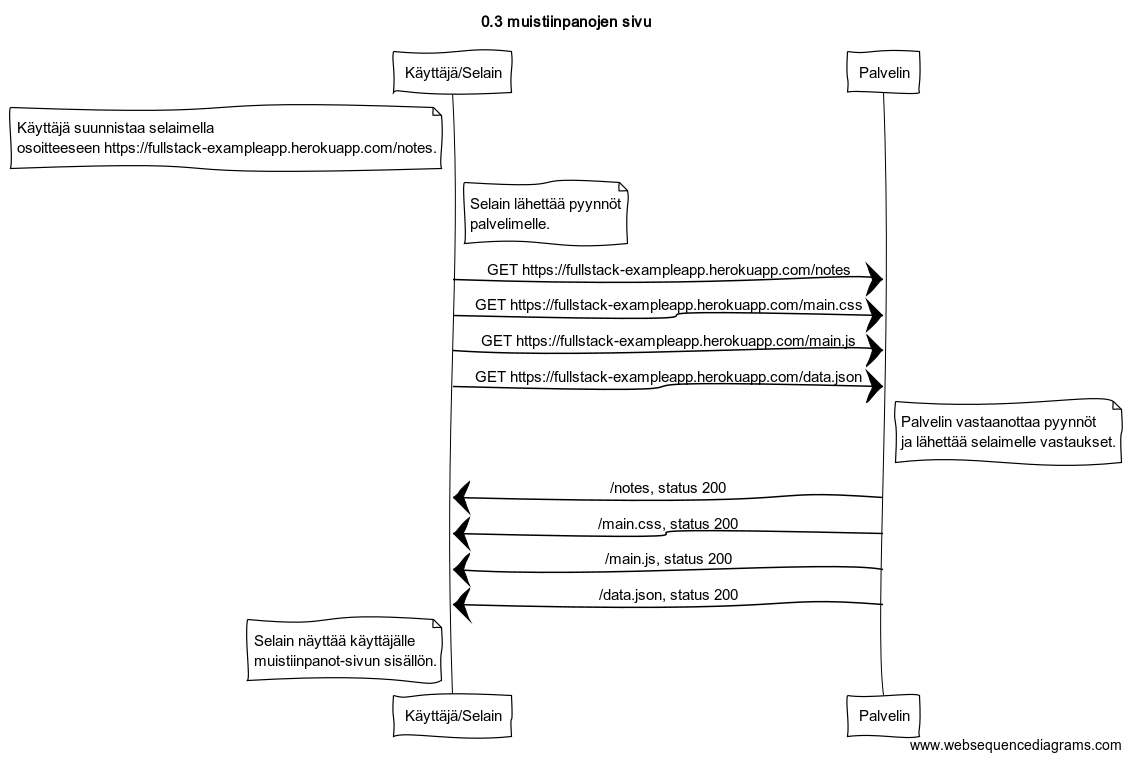 0.3 muistiinpanojen sivu
Käyttäjä/Selain
Palvelin
Käyttäjä suunnistaa selaimella
osoitteeseen https://fullstack-exampleapp.herokuapp.com/notes.
Selain lähettää pyynnöt
palvelimelle.
GET https://fullstack-exampleapp.herokuapp.com/notes
GET https://fullstack-exampleapp.herokuapp.com/main.css
GET https://fullstack-exampleapp.herokuapp.com/main.js
GET https://fullstack-exampleapp.herokuapp.com/data.json
Palvelin vastaanottaa pyynnöt
ja lähettää selaimelle vastaukset.
/notes, status 200
/main.css, status 200
/main.js, status 200
/data.json, status 200
Selain näyttää käyttäjälle
muistiinpanot-sivun sisällön.
Käyttäjä/Selain
Palvelin
www.websequencediagrams.com